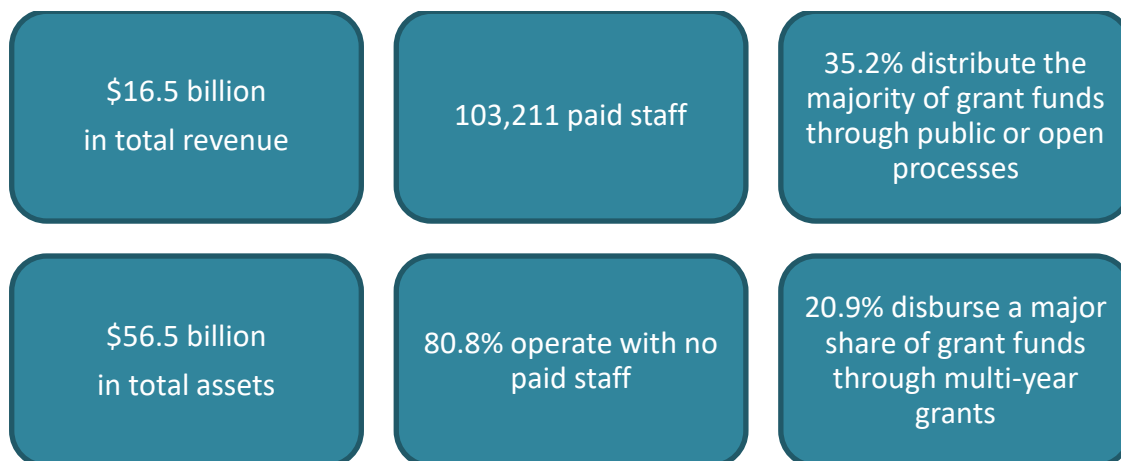 $16.5 billion
in total revenue
103,211 paid staff
35.2% distribute the
majority of grant funds
through public or open
processes
$56.5 billion
in total assets
80.8% operate with no
paid staff
20.9% disburse a major
share of grant funds
through multi-year
grants